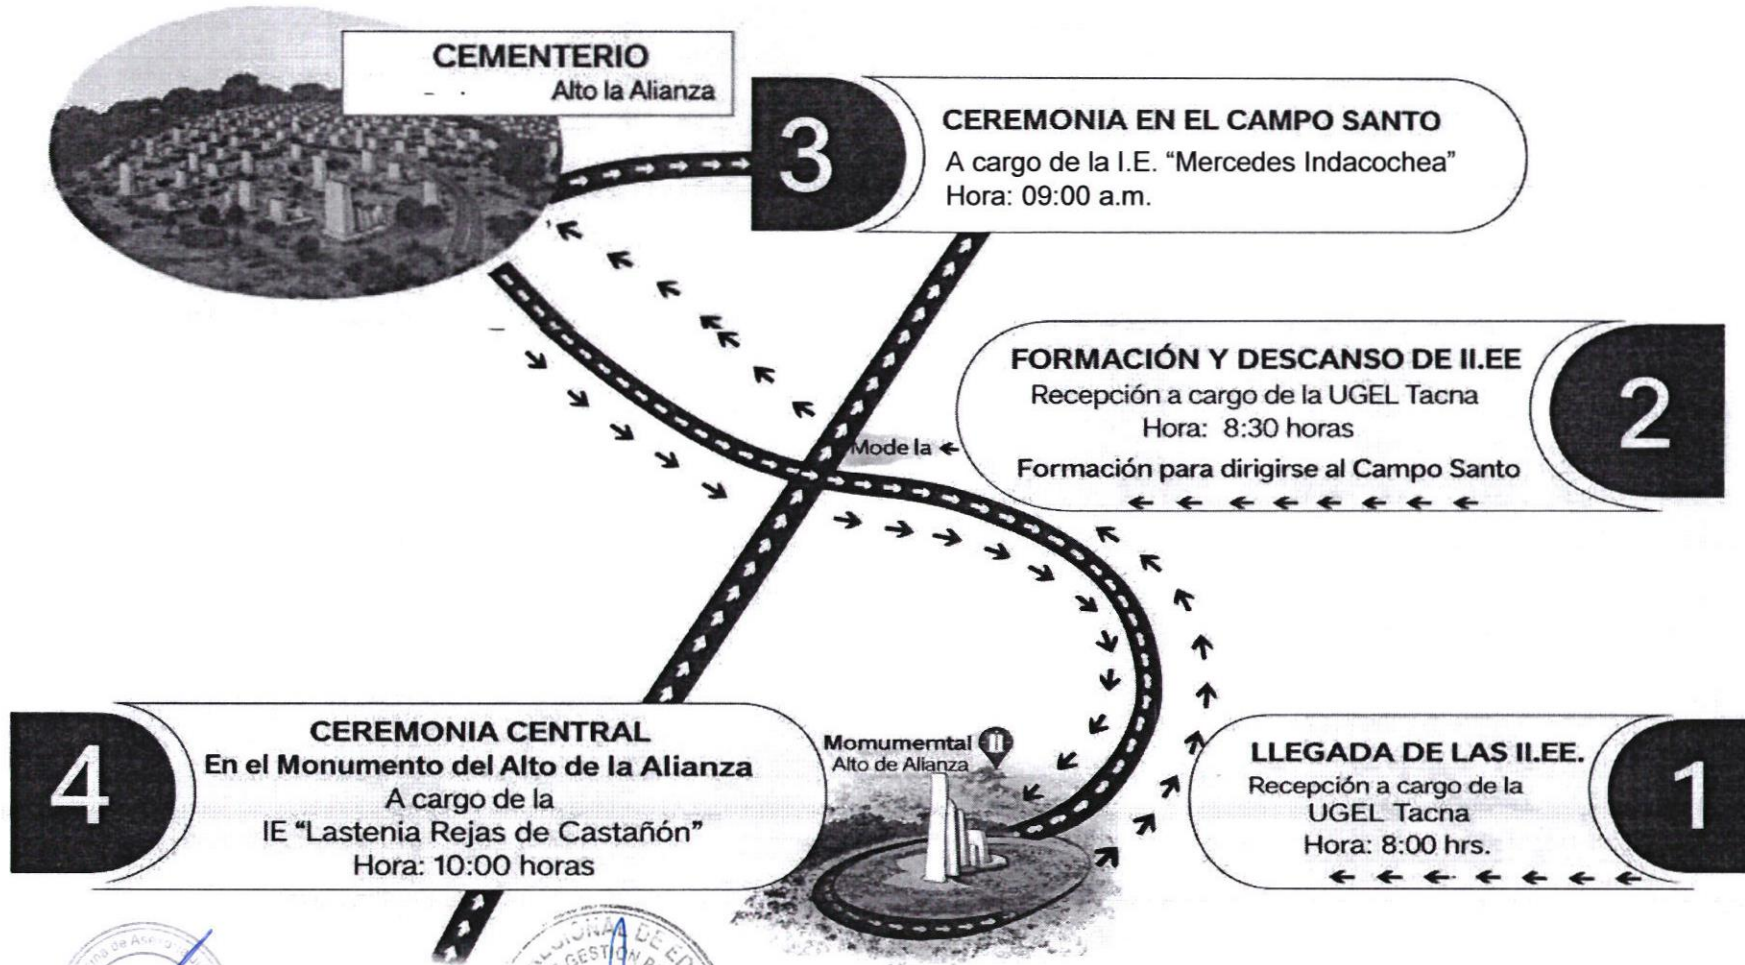 CEMENTERIO
Alto la Alianza
3
CEREMONIA EN EL CAMPO SANTO
A cargo de la I.E. “Mercedes Indacochea”
Hora: 09:00 a.m.
FORMACIÓN Y DESCANSO DE II.EE
Recepción a cargo de la UGEL Tacna
Hora: 8:30 horas
Formación para dirigirse al Campo Santo
2
Mode la
4
CEREMONIA CENTRAL
En el Monumento del Alto de la Alianza
A cargo de la
IE “Lastenia Rejas de Castañón”
Hora: 10:00 horas
Momumemtal
Alto de Alianza
LLEGADA DE LAS II.EE.
Recepción a cargo de la
UGEL Tacna
Hora: 8:00 hrs.
1
DE
GESTIÓN